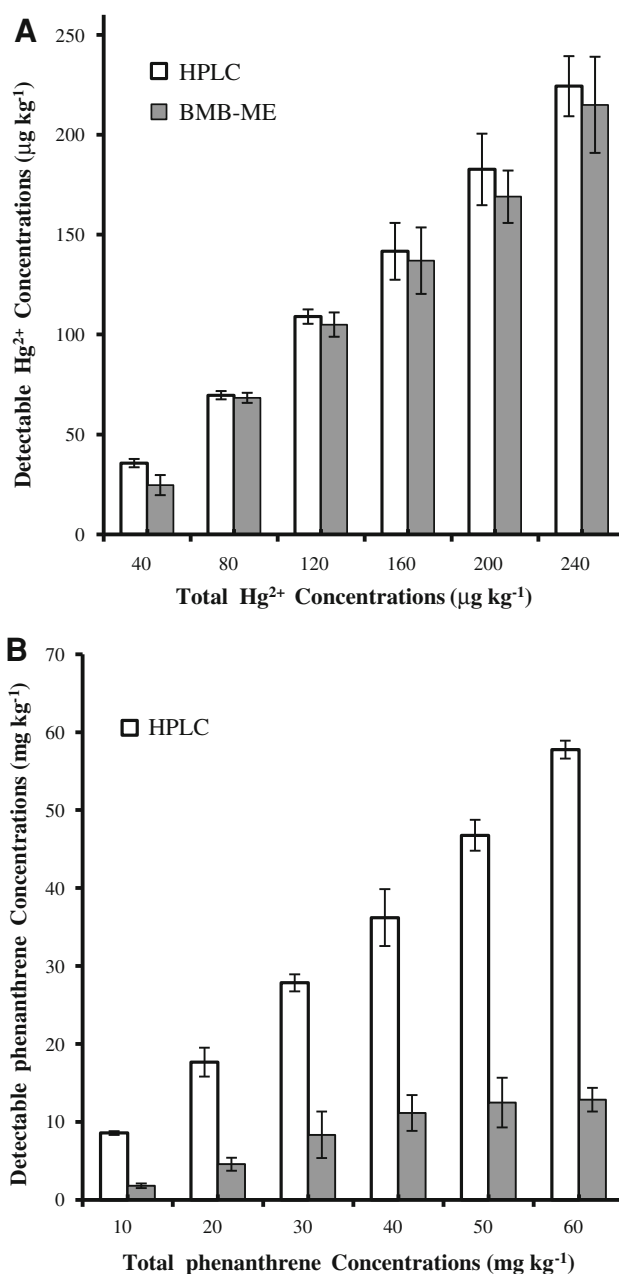 A
250
HPLC
BMB-ME
200
150
100
50
0
Detectable Hg²⁺ Concentrations (µg kg⁻¹)
40 80 120 160 200 240
Total Hg²⁺ Concentrations (µg kg⁻¹)
B
70
HPLC
60
50
40
30
20
10
0
Detectable phenanthrene Concentrations (mg kg⁻¹)
10 20 30 40 50 60
Total phenanthrene Concentrations (mg kg⁻¹)